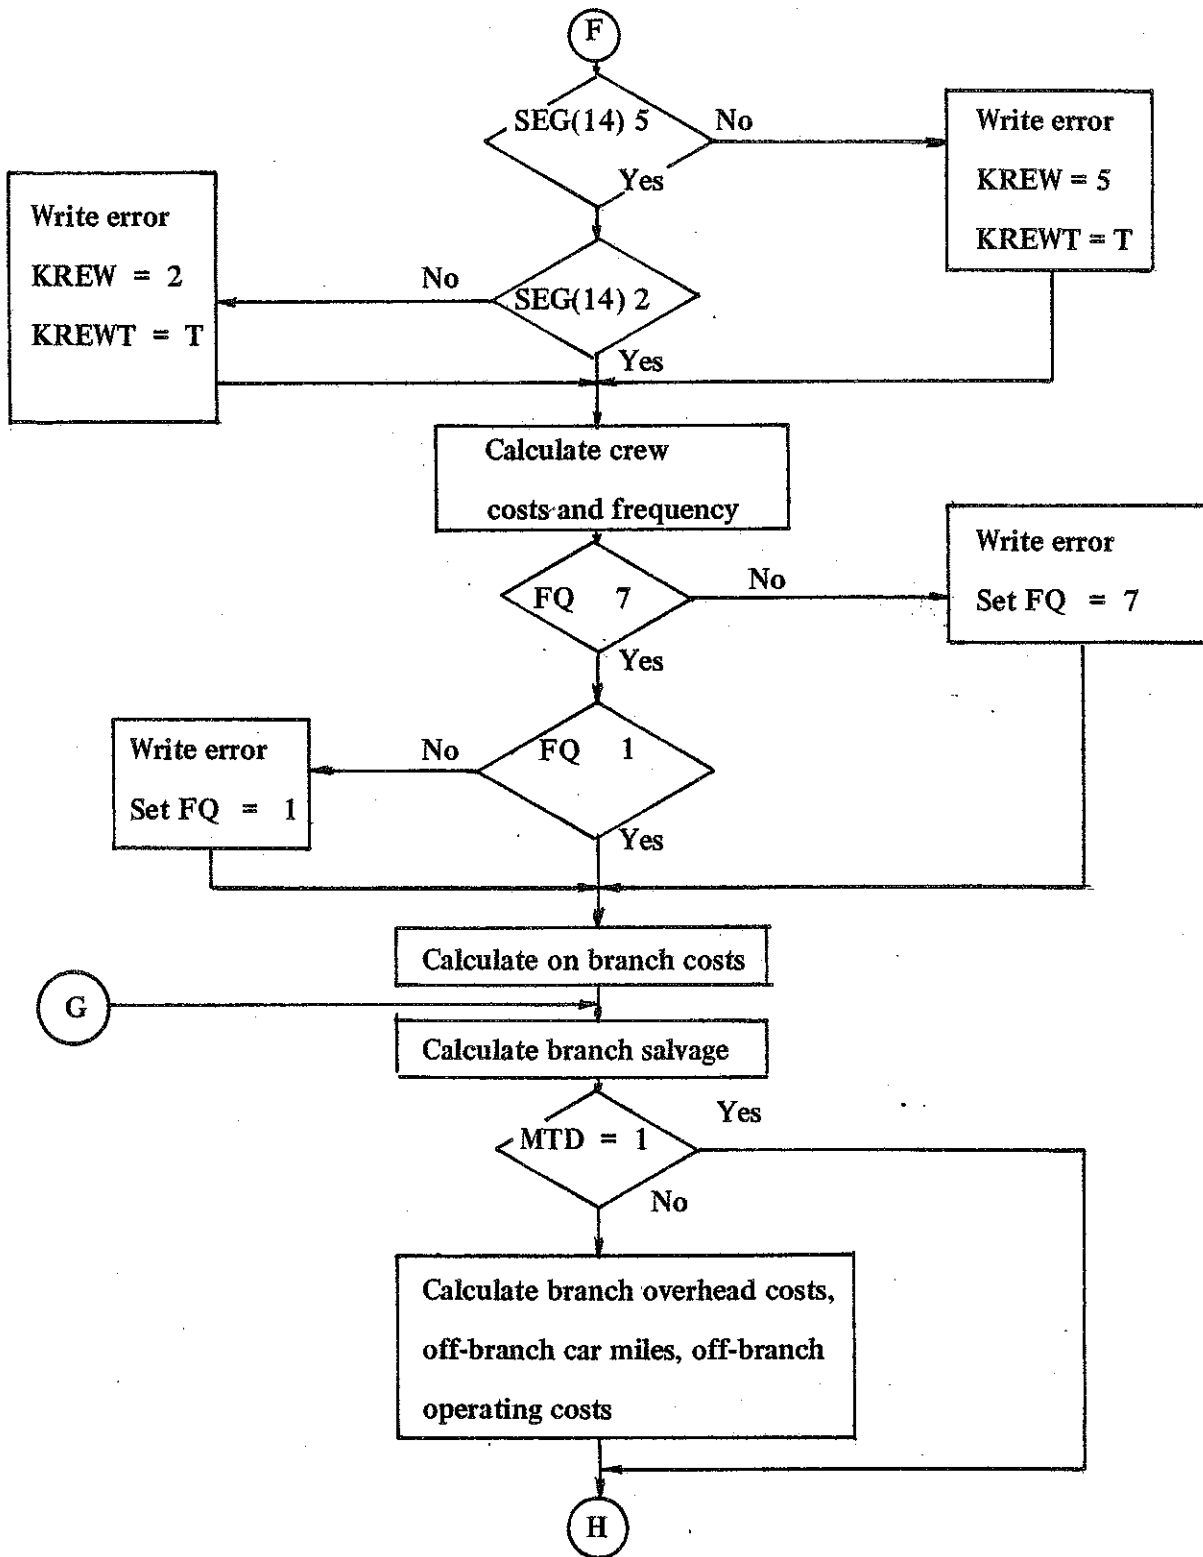 F
SEG(14) 5
No
Write error
KREW = 5
KREWT = T
Yes
Write error
KREW = 2
KREWT = T
No
SEG(14) 2
Yes
Calculate crew
costs and frequency
FQ 7
No
Write error
Set FQ = 7
Yes
Write error
Set FQ = 1
No
FQ 1
Yes
Calculate on branch costs
G
Calculate branch salvage
MTD = 1
Yes
No
Calculate branch overhead costs,
off-branch car miles, off-branch
operating costs
H